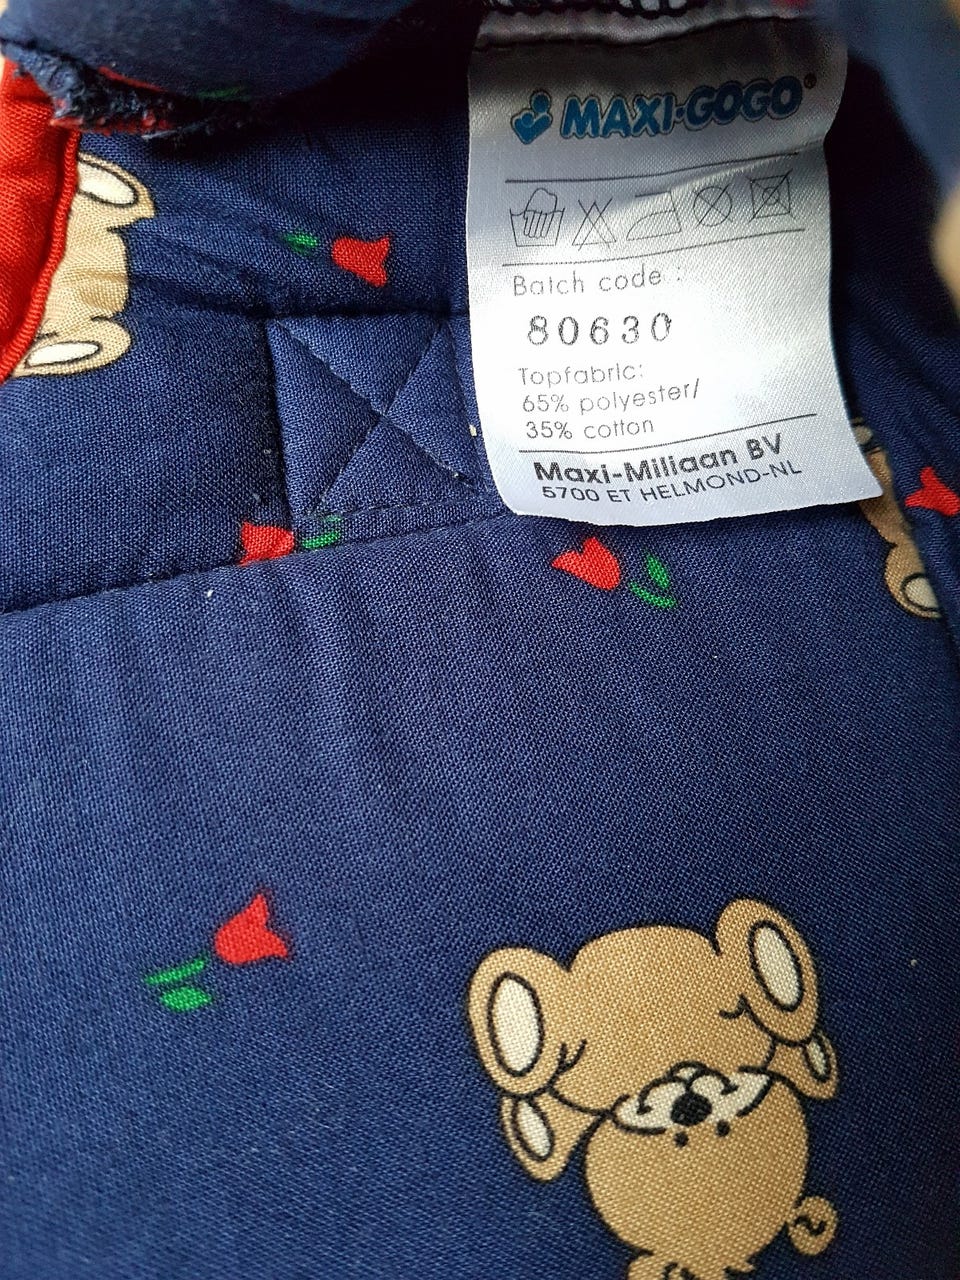 MAXI·GOGO®
Batch code :
80630
Topfabric:
65% polyester/
35% cotton
Maxi-Miliaan BV
5700 ET HELMOND-NL